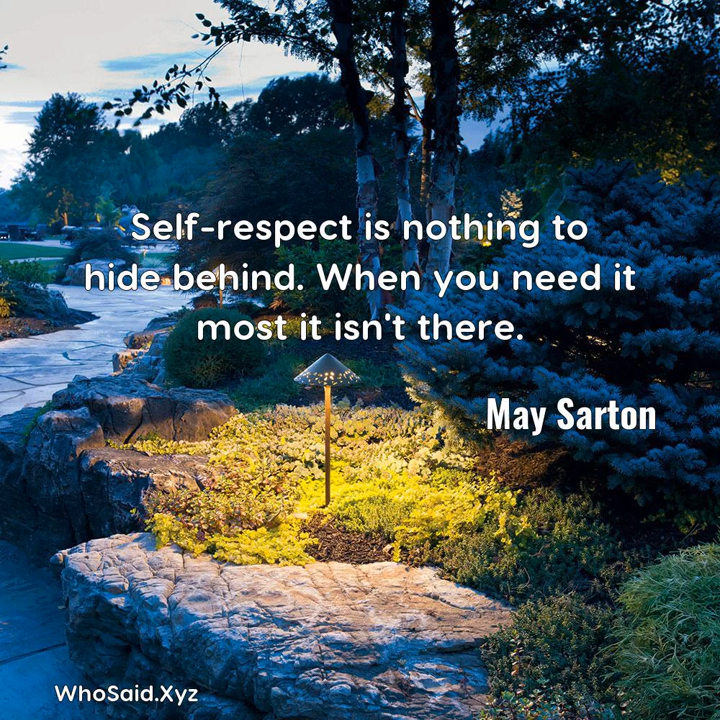 Self-respect is nothing to
hide behind. When you need it
most it isn't there.
May Sarton
WhoSaid.Xyz